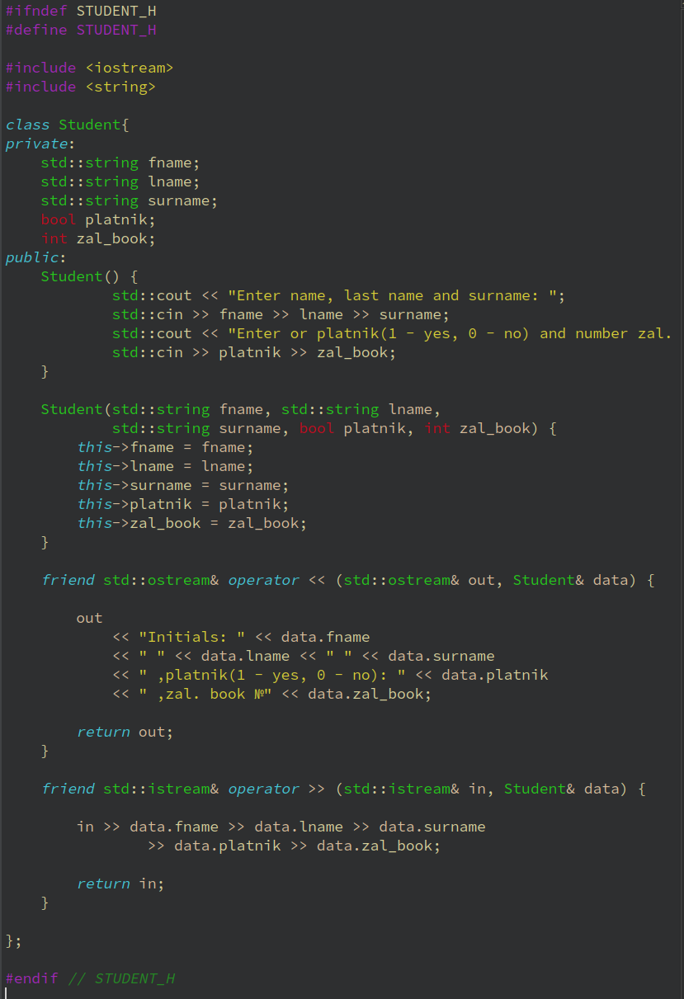 #ifndef STUDENT_H
#define STUDENT_H

#include <iostream>
#include <string>

class Student{
private:
    std::string fname;
    std::string lname;
    std::string surname;
    bool platnik;
    int zal_book;
public:
    Student() {
            std::cout << "Enter name, last name and surname: ";
            std::cin >> fname >> lname >> surname;
            std::cout << "Enter or platnik(1 - yes, 0 - no) and number zal.
            std::cin >> platnik >> zal_book;
    }

    Student(std::string fname, std::string lname,
            std::string surname, bool platnik, int zal_book) {
        this->fname = fname;
        this->lname = lname;
        this->surname = surname;
        this->platnik = platnik;
        this->zal_book = zal_book;
    }

    friend std::ostream& operator << (std::ostream& out, Student& data) {

        out
            << "Initials: " << data.fname
            << " " << data.lname << " " << data.surname
            << " ,platnik(1 - yes, 0 - no): " << data.platnik
            << " ,zal. book №" << data.zal_book;

        return out;
    }

    friend std::istream& operator >> (std::istream& in, Student& data) {

        in >> data.fname >> data.lname >> data.surname
                >> data.platnik >> data.zal_book;

        return in;
    }

};

#endif // STUDENT_H